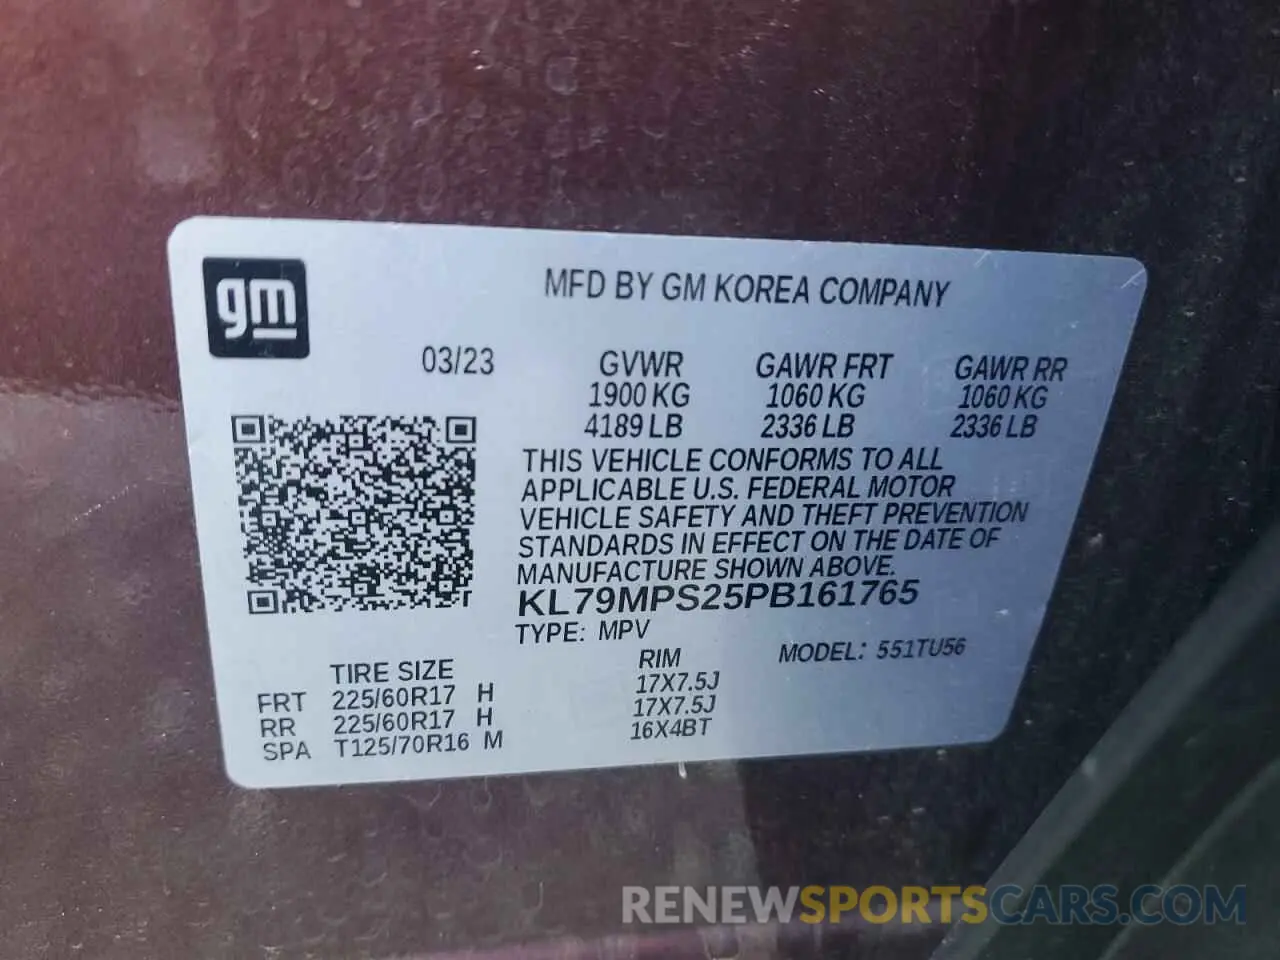 gm
MFD BY GM KOREA COMPANY
03/23
GVWR GAWR FRT GAWR RR
1900 KG 1060 KG 1060 KG
4189 LB 2336 LB 2336 LB
THIS VEHICLE CONFORMS TO ALL
APPLICABLE U.S. FEDERAL MOTOR
VEHICLE SAFETY AND THEFT PREVENTION
STANDARDS IN EFFECT ON THE DATE OF
MANUFACTURE SHOWN ABOVE.
KL79MPS25PB161765
TYPE: MPV MODEL: 551TU56
TIRE SIZE RIM
FRT 225/60R17 H 17X7.5J
RR 225/60R17 H 17X7.5J
SPA T125/70R16 M 16X4BT
RENEWSPORTSCARS.COM